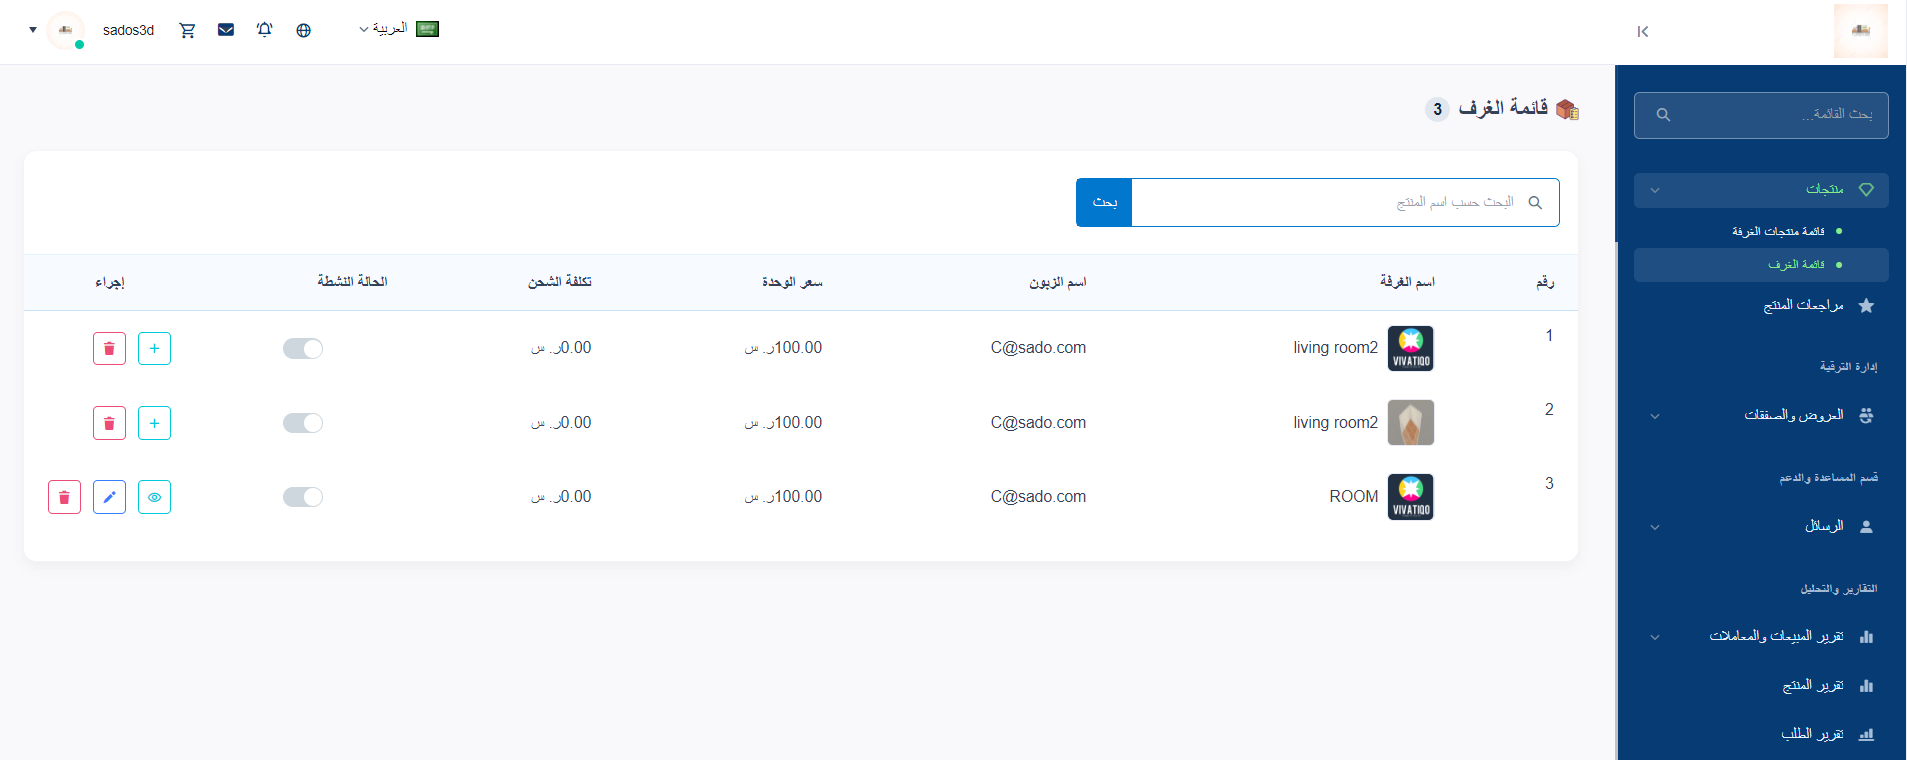 العربية
sados3d
بحث القائمة...
منتجات
قائمة منتجات الغرفة
قائمة الغرف
مراجعات المنتج
إدارة الترقية
العروض والصفقات
قسم المساعدة والدعم
الرسائل
التقارير والتحليل
تقرير المبيعات والمعاملات
تقرير المنتج
تقرير الطلب
قائمة الغرف 3
البحث حسب اسم المنتج
بحث
رقم اسم الغرفة اسم الزبون سعر الوحدة تكلفة الشحن الحالة النشطة إجراء
1 VIVATIQO living room2 C@sado.com 100.00ر. س 0.00ر. س
2 living room2 C@sado.com 100.00ر. س 0.00ر. س
3 VIVATIQO ROOM C@sado.com 100.00ر. س 0.00ر. س